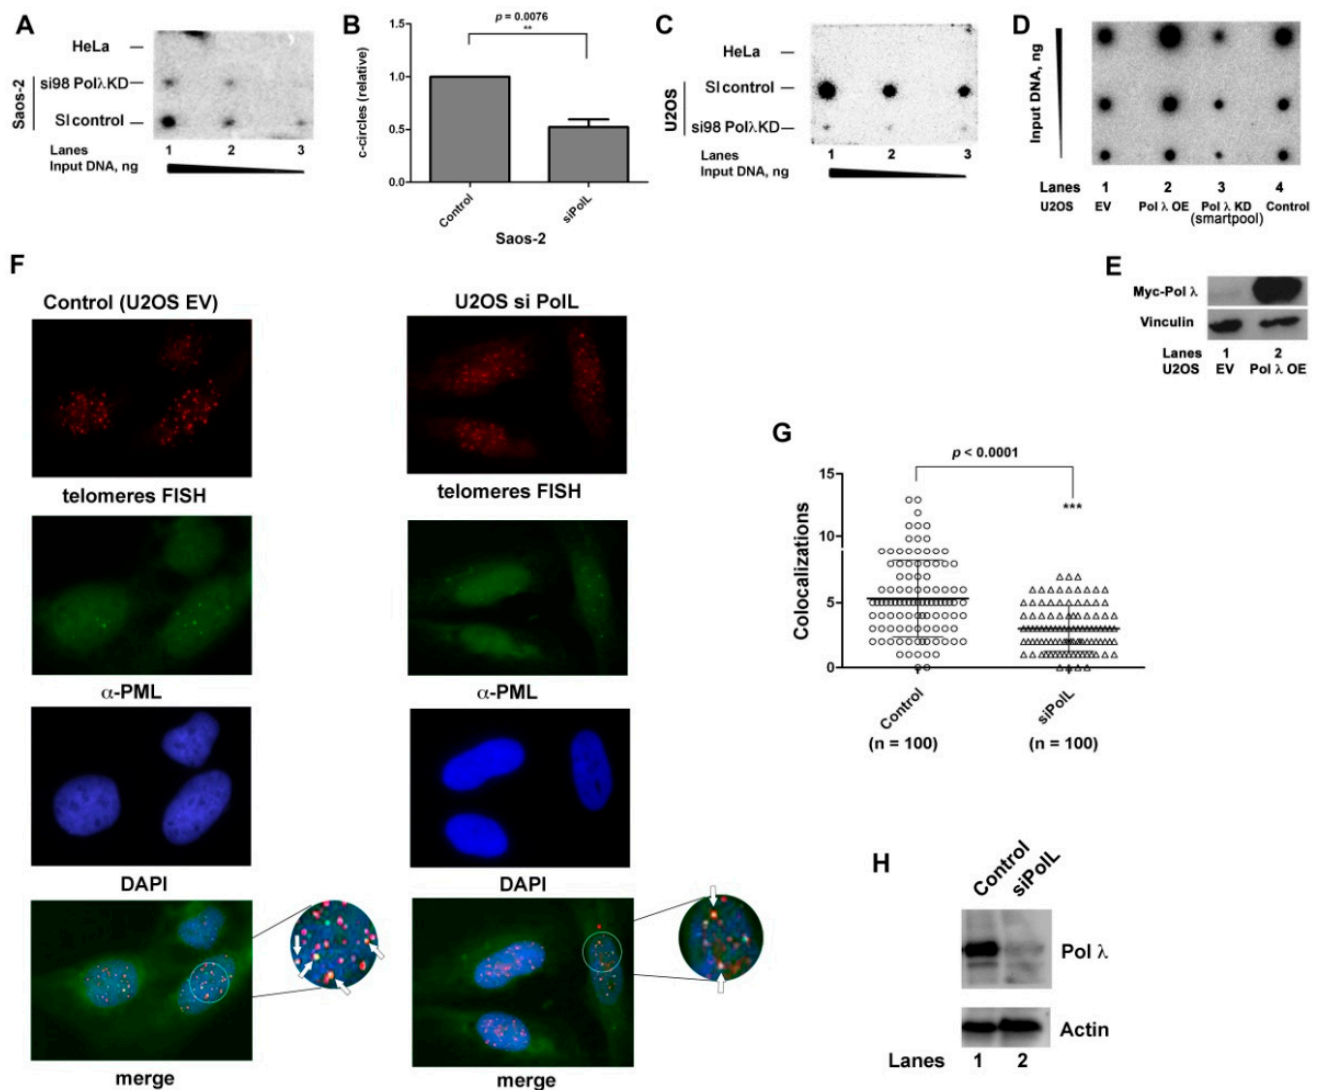 A
HeLa
Saos-2
si98 PolλKD
SI control
Lanes 1 2 3
Input DNA, ng
B
p = 0.0076
**
c-circles (relative)
1.5
1.0
0.5
0.0
Control
siPolL
Saos-2
C
HeLa
U2OS
SI control
si98 PolλKD
Lanes 1 2 3
Input DNA, ng
D
Input DNA, ng
Lanes 1 2 3 4
U2OS EV Pol λ OE Pol λ KD Control
(smartpool)
E
Myc-Pol λ
Vinculin
Lanes 1 2
U2OS EV Pol λ OE
F
Control (U2OS EV)
U2OS si PolL
telomeres FISH
telomeres FISH
α-PML
α-PML
DAPI
DAPI
merge
merge
G
p < 0.0001
***
Colocalizations
15
10
5
0
Control
siPolL
(n = 100)
(n = 100)
H
Control
siPolL
Pol λ
Actin
Lanes 1 2